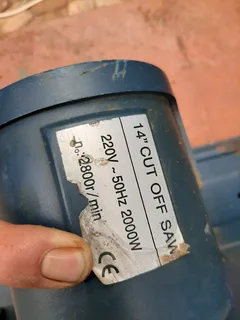 14" CUT OFF SAW
220V ~ 50Hz 2000W
n₀ 2800r/min
CE